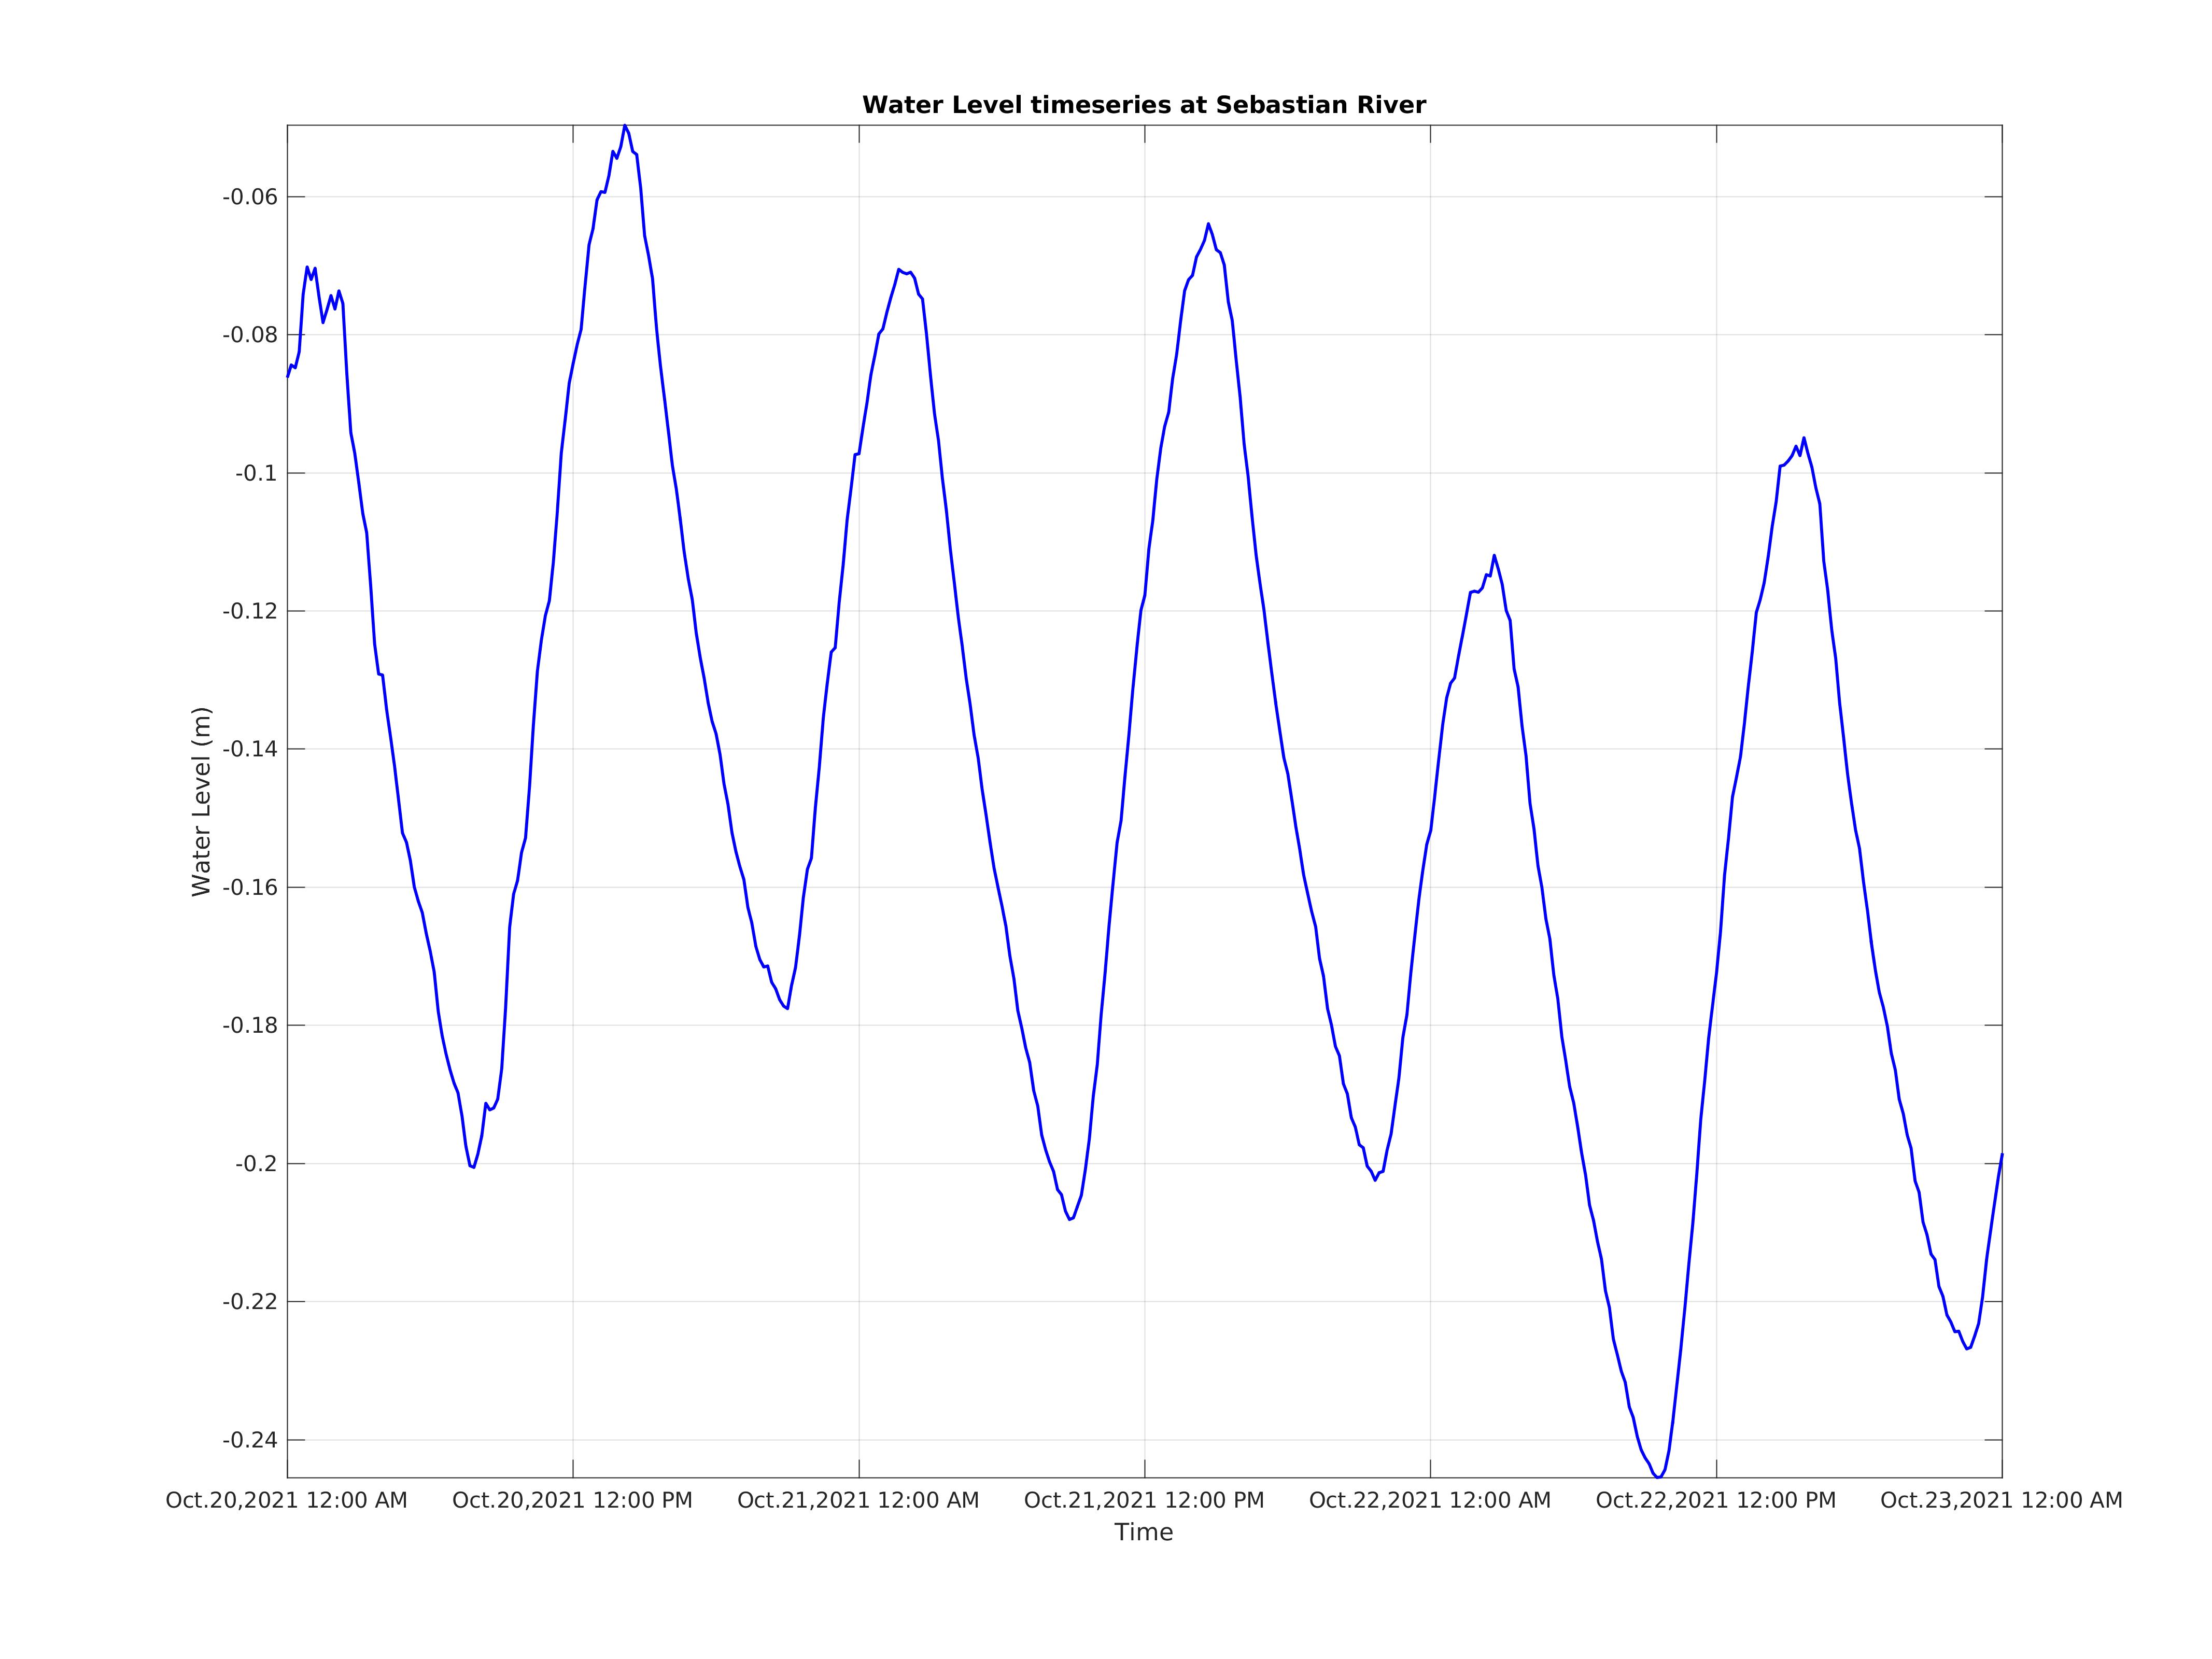 Water Level timeseries at Sebastian River
-0.06
-0.08
-0.1
-0.12
-0.14
-0.16
-0.18
-0.2
-0.22
-0.24
Water Level (m)
Oct.20,2021 12:00 AM Oct.20,2021 12:00 PM Oct.21,2021 12:00 AM Oct.21,2021 12:00 PM Oct.22,2021 12:00 AM Oct.22,2021 12:00 PM Oct.23,2021 12:00 AM
Time